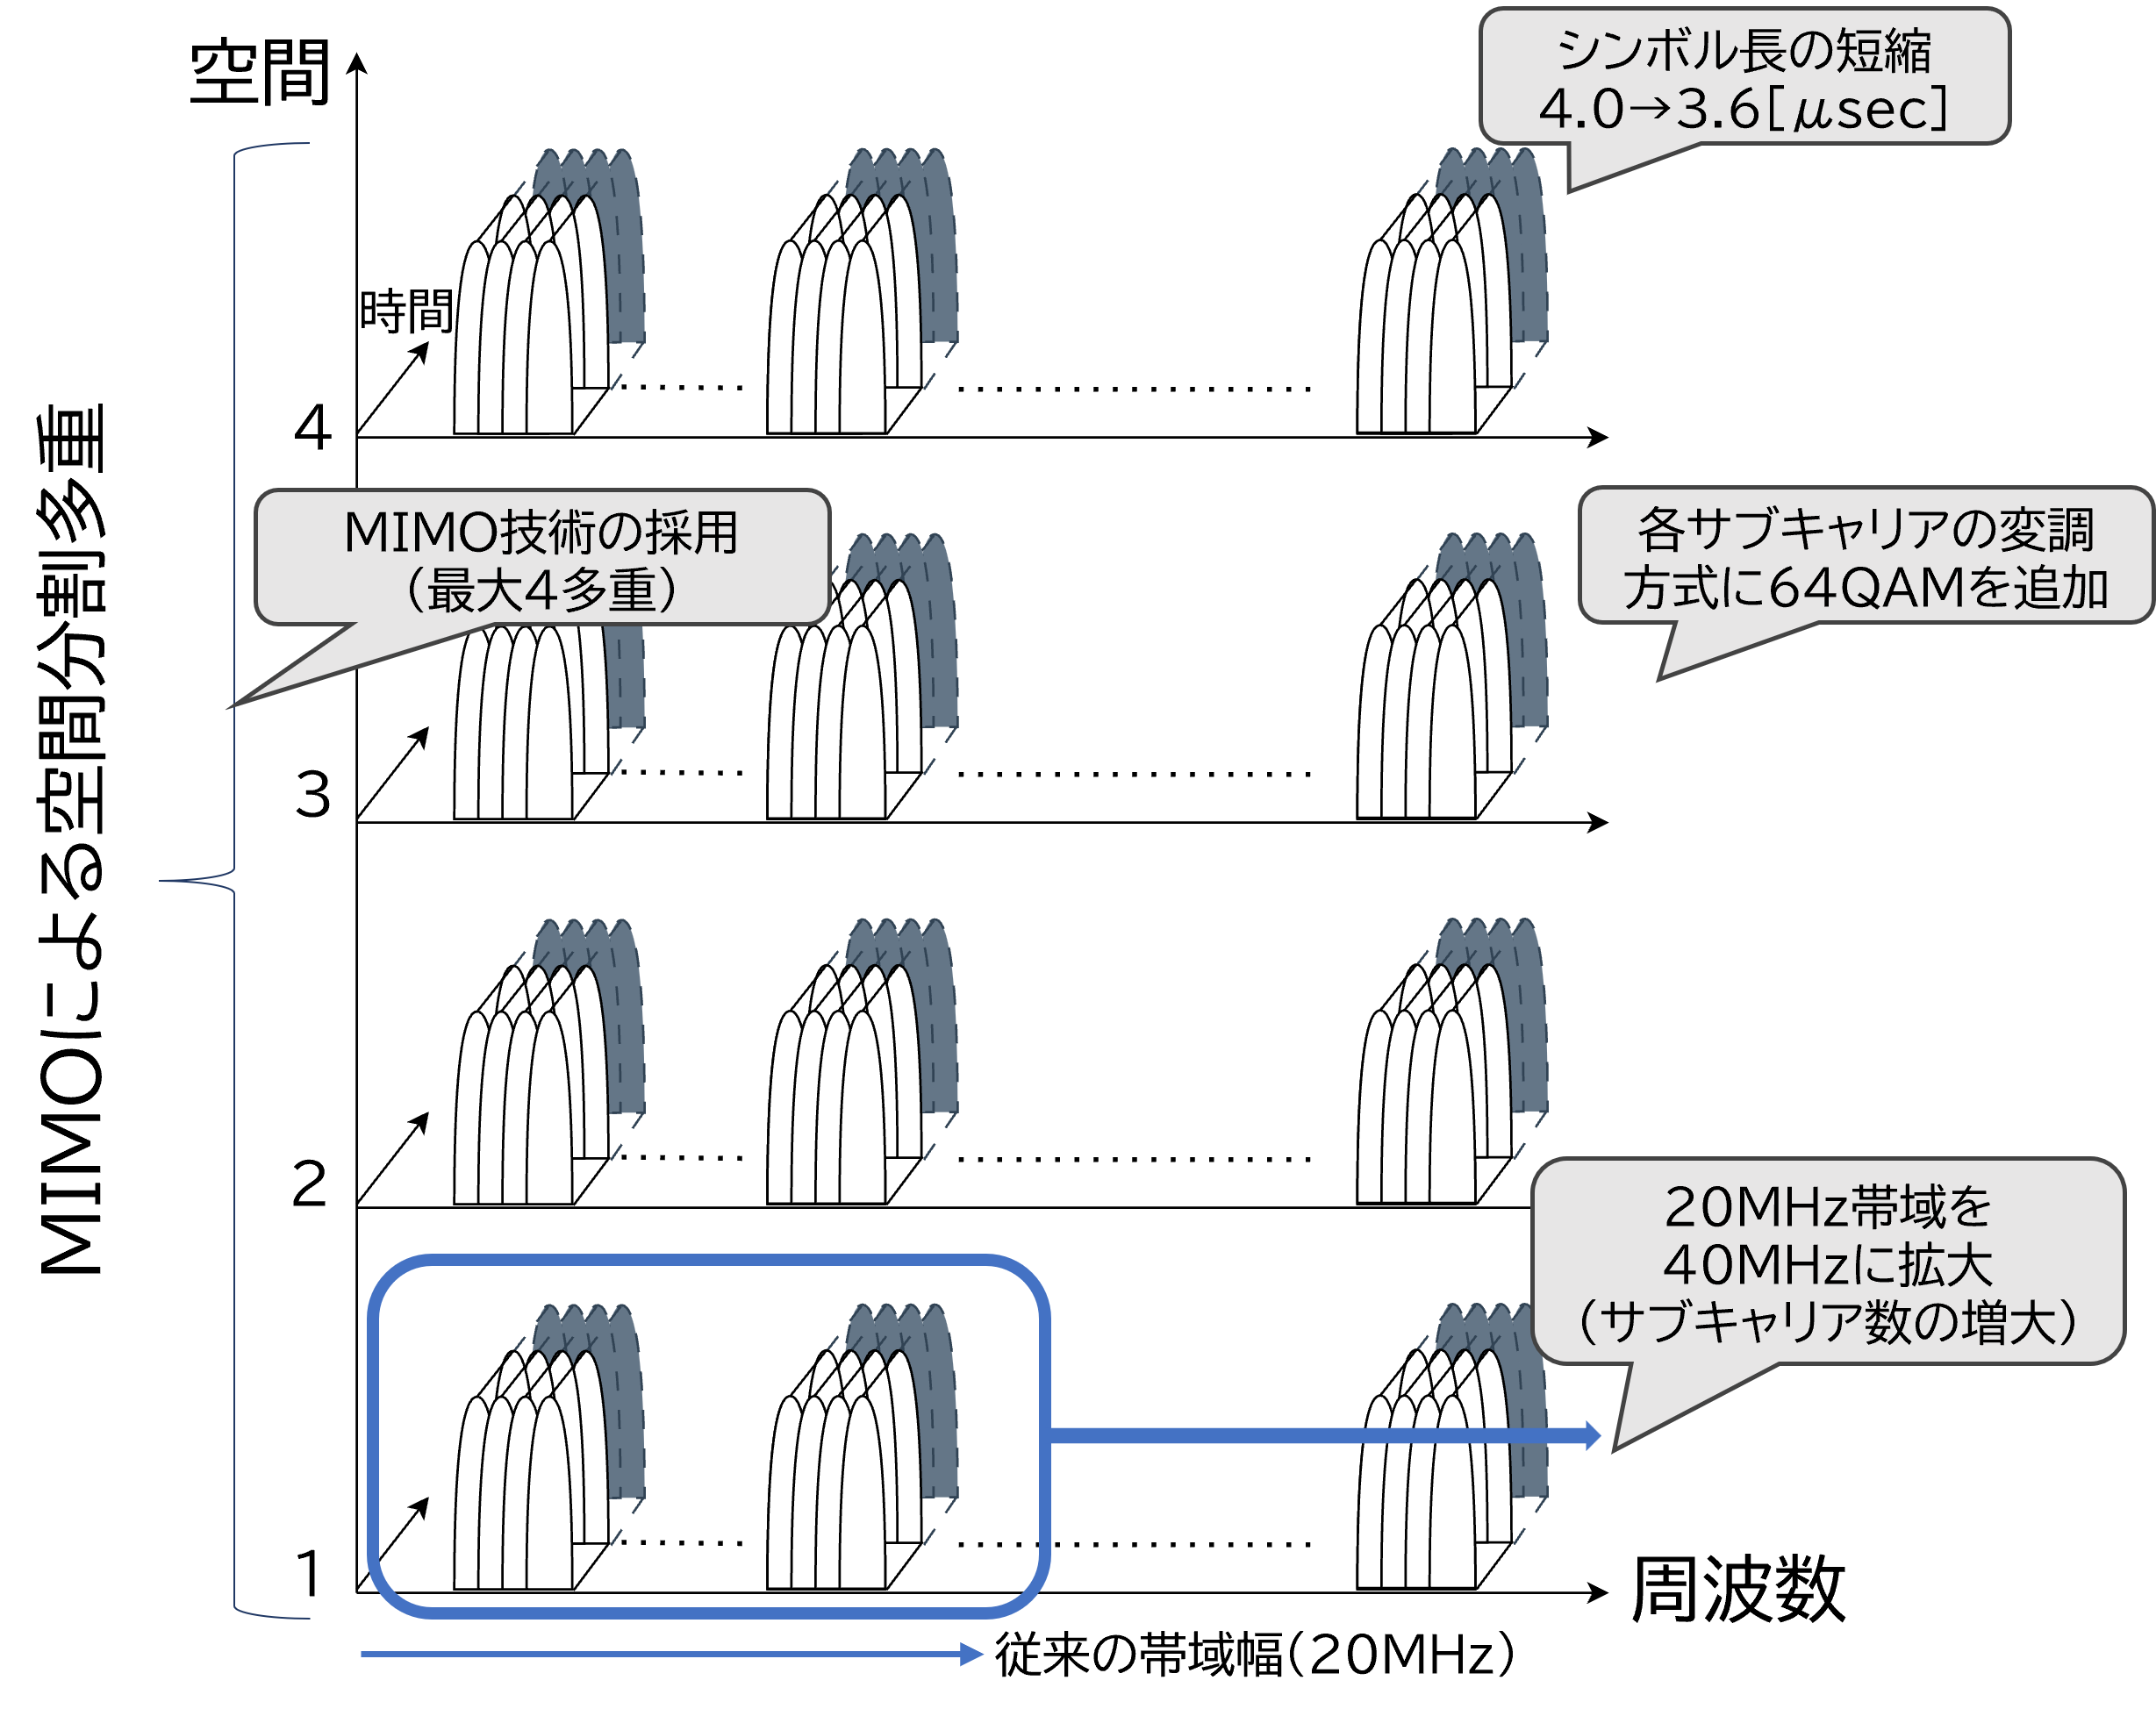 空間
シンボル長の短縮
4.0→3.6[μsec]
時間
4
MIMO技術の採用
（最大4多重）
各サブキャリアの変調
方式に64QAMを追加
MIMOによる空間分割多重
3
2
20MHz帯域を
40MHzに拡大
（サブキャリア数の増大）
1
周波数
従来の帯域幅（20MHz）